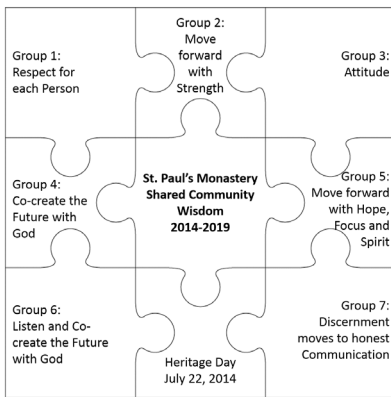 Group 1:
Respect for
each Person
Group 2:
Move
forward
with
Strength
Group 3:
Attitude
Group 4:
Co-create the
Future with
God
St. Paul's Monastery
Shared Community
Wisdom
2014-2019
Group 5:
Move forward
with Hope,
Focus and
Spirit
Group 6:
Listen and Co-
create the Future
with God
Heritage Day
July 22, 2014
Group 7:
Discernment
moves to honest
Communication